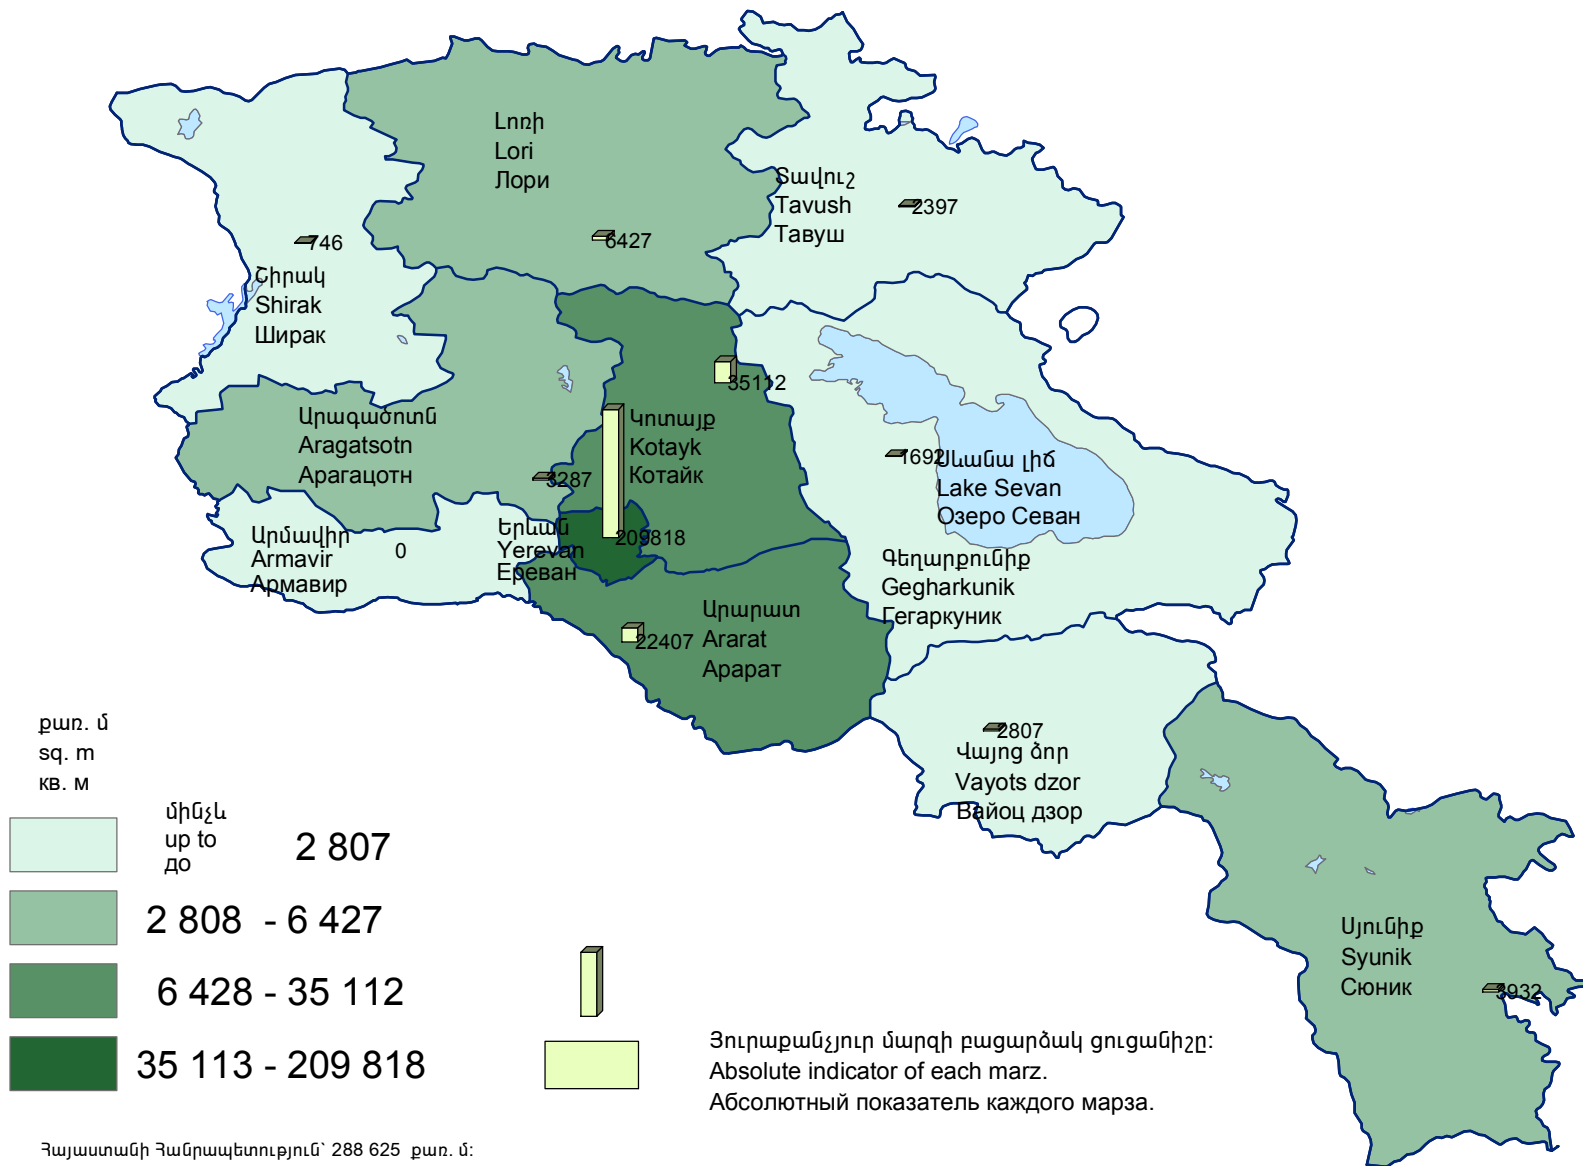 Լոռի
Lori
Лори
Տավուշ
Tavush
Тавуш
2397
746
6427
Շիրակ
Shirak
Ширак
35112
Արագածոտն
Aragatsotn
Арагацотн
Կոտայք
Kotayk
Котайк
3287
1692
Սևանա լիճ
Lake Sevan
Озеро Севан
Արմավիր
Armavir
Армавир
0
Երևան
Yerevan
Ереван
209818
Գեղարքունիք
Gegharkunik
Гегаркуник
Արարատ
Ararat
Арарат
22407
2807
Վայոց ձոր
Vayots dzor
Вайоц дзор
Սյունիք
Syunik
Сюник
3932
քառ. մ
sq. m
кв. м
մինչև
up to
до
2 807
2 808 - 6 427
6 428 - 35 112
35 113 - 209 818
Յուրաքանչյուր մարզի բացարձակ ցուցանիշը:
Absolute indicator of each marz.
Абсолютный показатель каждого марза.
Հայաստանի Հանրապետություն՝ 288 625 քառ. մ: